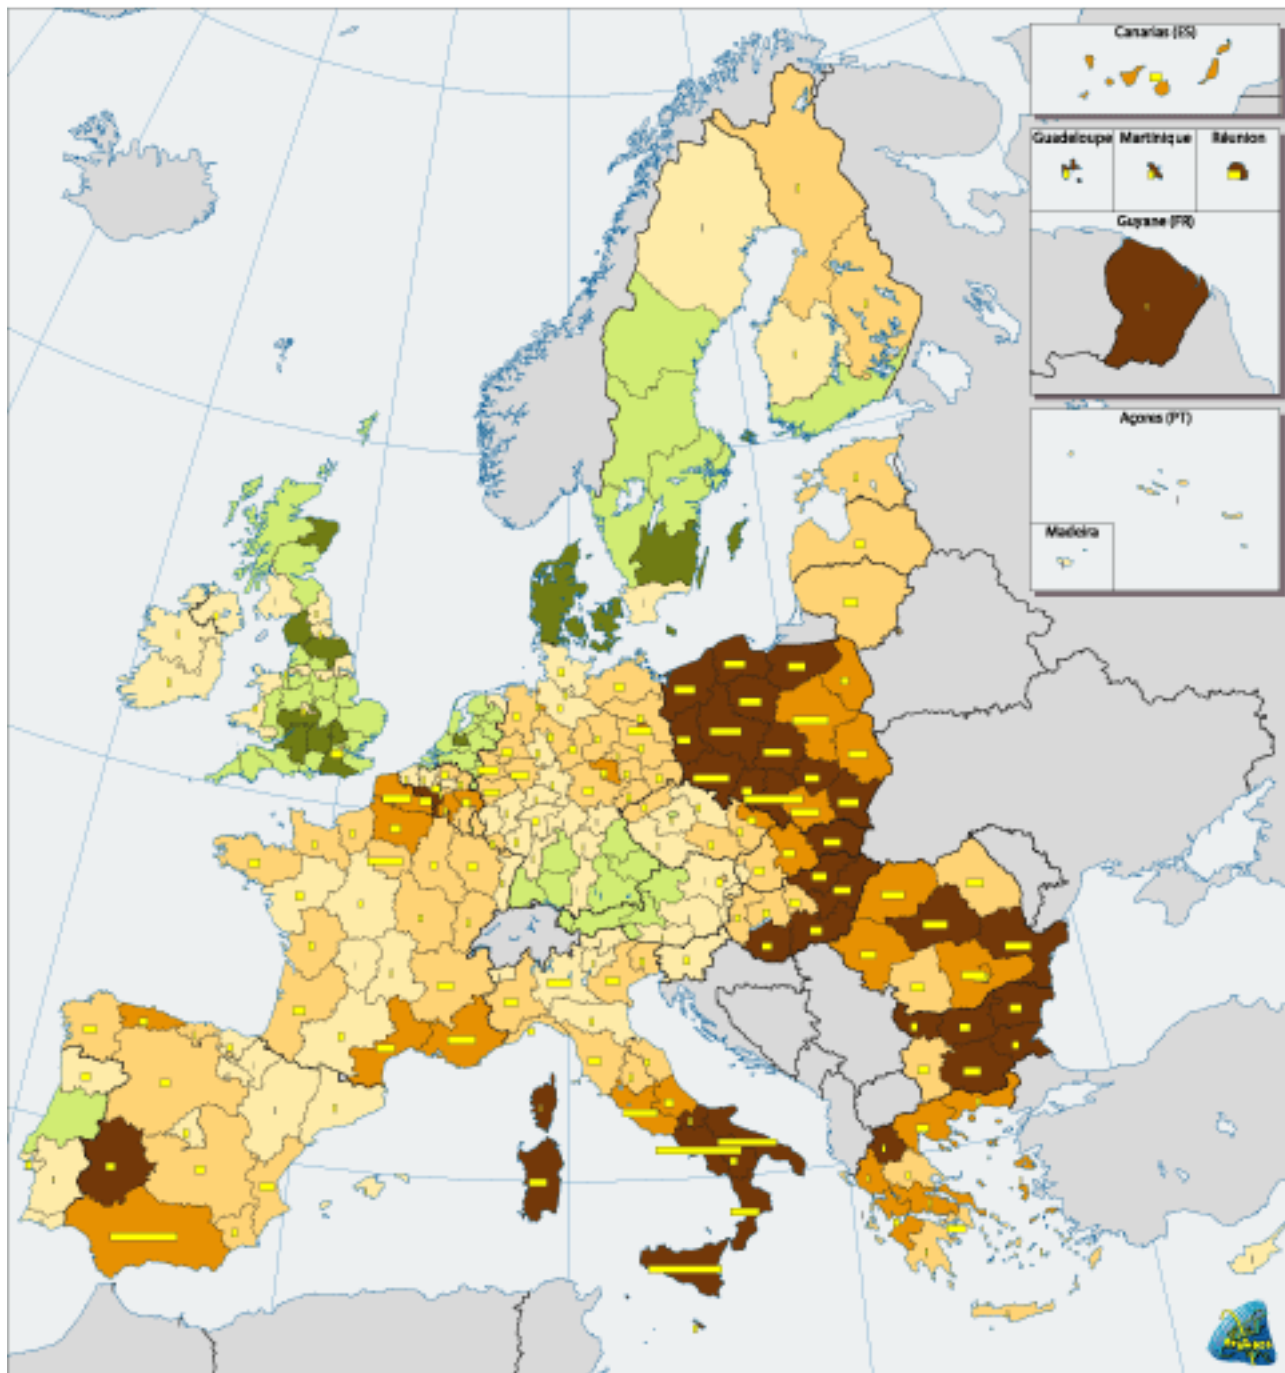 Canarias (ES)
Guadeloupe
Martinique
Réunion
Guyane (FR)
Açores (PT)
Madeira